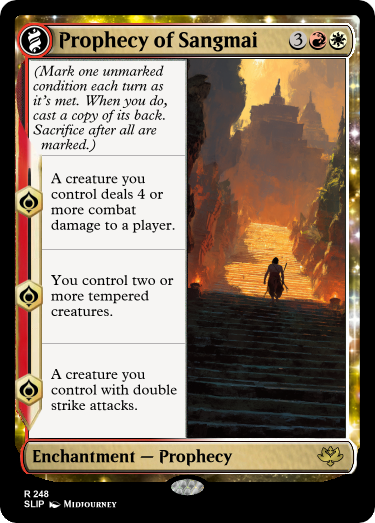 Prophecy of Sangmai 3
(Mark one unmarked
condition each turn as
it's met. When you do,
cast a copy of its back.
Sacrifice after all are
marked.)
A creature you
control deals 4 or
more combat
damage to a player.
You control two or
more tempered
creatures.
A creature you
control with double
strike attacks.
Enchantment — Prophecy
R 248
SLIP Midjourney